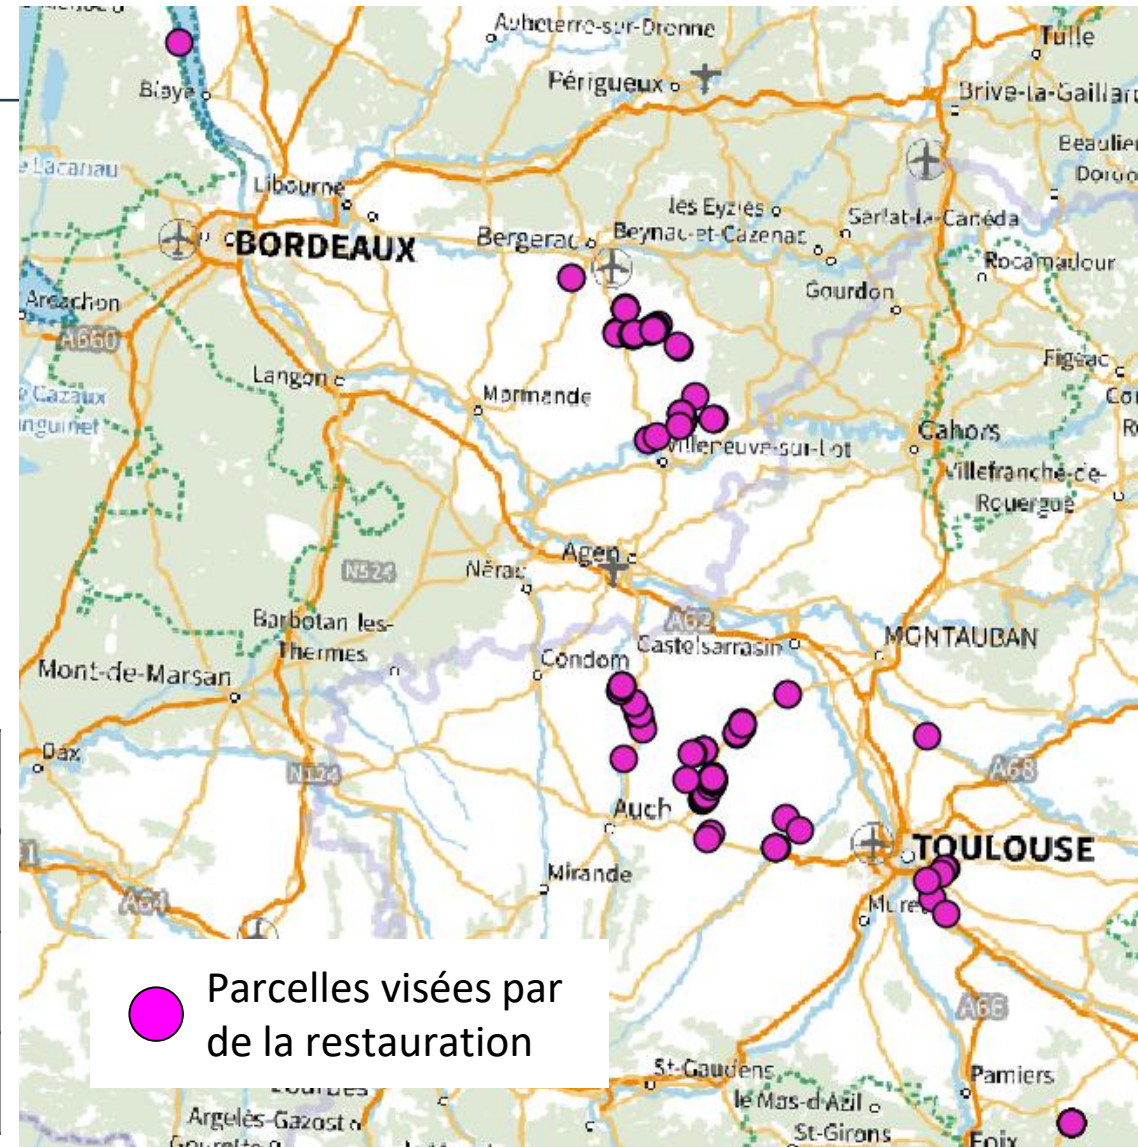 Aubeterre-sur-Dronne
Tulle
Périgueux
Blaye
Brive-la-Gaillard
Beaulieu
Lacanau
Libourne
les Eyzies
Sarlat-la-Canéda
BORDEAUX
Bergerac
Beynac-et-Cazenac
Rocamadour
Gourdon
Arcachon
A660
Figeac
Langon
Cazaux
Marmande
Cahors
Villeneuve-sur-Lot
Villefranche-de-
Rouergue
Agen
N524
Nérac
A62
Barbotan les-
Thermes
Castelsarrasin
MONTAUBAN
Condom
Mont-de-Marsan
Dax
N124
A68
Auch
TOULOUSE
Mirande
A64
Muret
Parcelles visées par
de la restauration
A66
St-Gaudens
Pamiers
le Mas-d'Azil
Argelès-Gazost
St-Girons
Foix